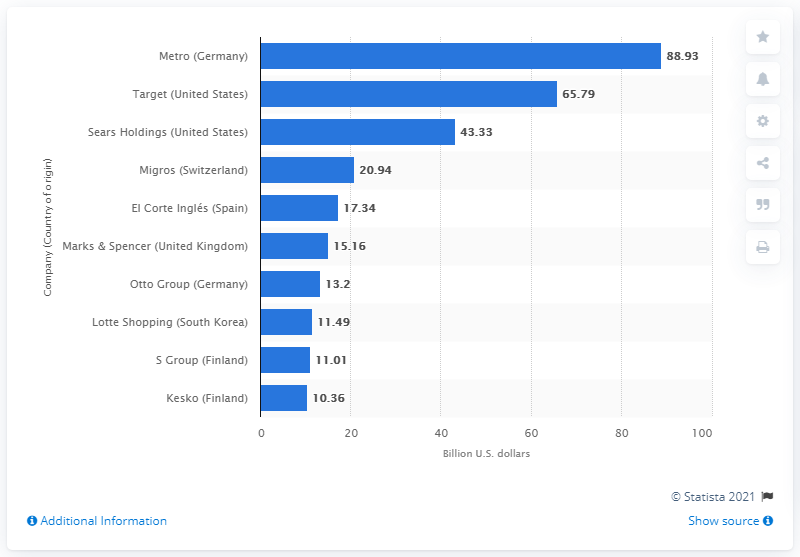 Company (Country of origin)
Metro (Germany) 88.93
Target (United States) 65.79
Sears Holdings (United States) 43.33
Migros (Switzerland) 20.94
El Corte Inglés (Spain) 17.34
Marks & Spencer (United Kingdom) 15.16
Otto Group (Germany) 13.2
Lotte Shopping (South Korea) 11.49
S Group (Finland) 11.01
Kesko (Finland) 10.36
0 20 40 60 80 100
Billion U.S. dollars
© Statista 2021
Additional Information Show source